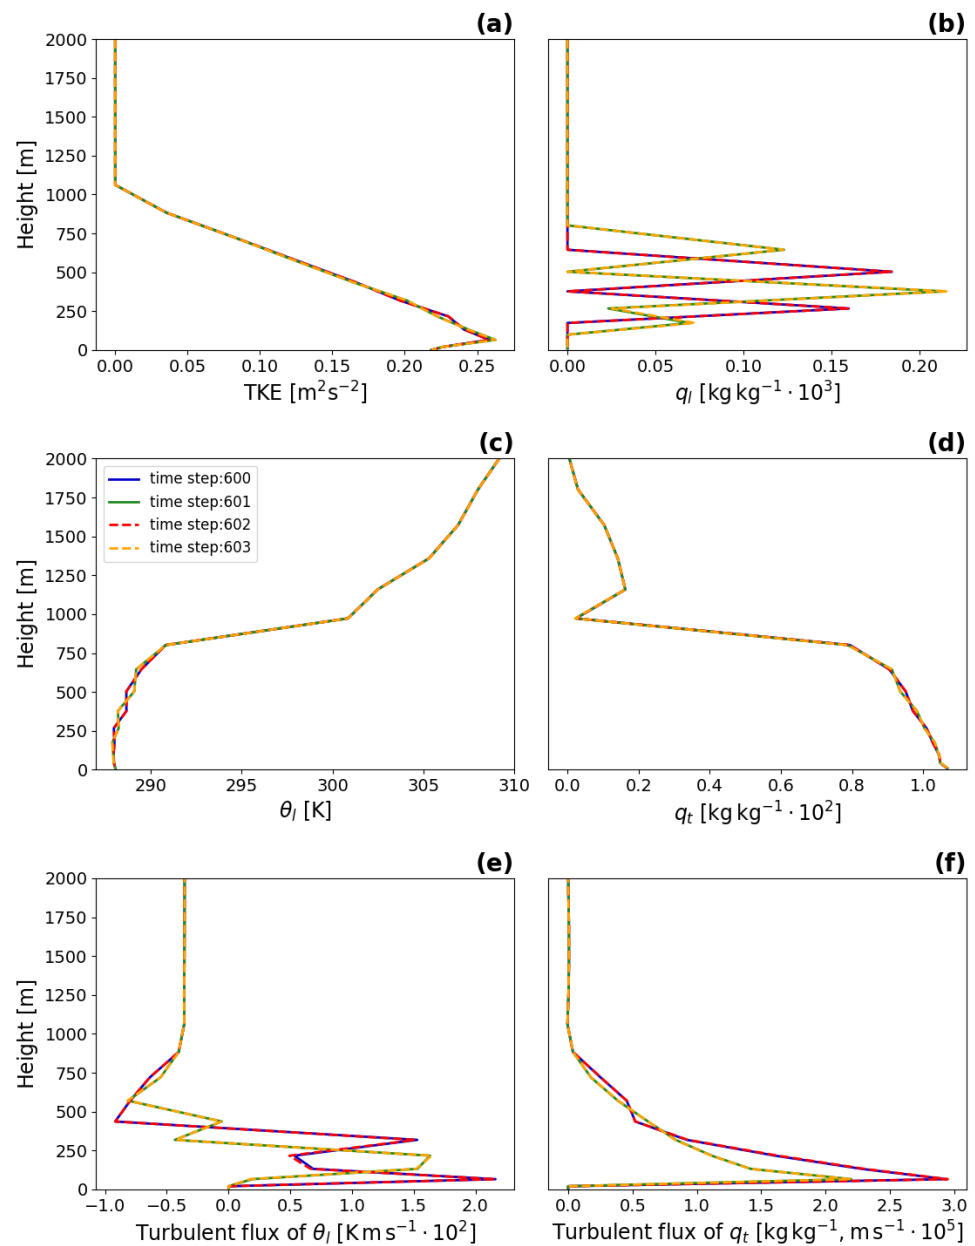 (a)
(b)
2000
1750
1500
1250
1000
750
500
250
0
Height [m]
0.00 0.05 0.10 0.15 0.20 0.25
TKE [m²s⁻²]
0.00 0.05 0.10 0.15 0.20
q_l [kg kg⁻¹ · 10³]
(c)
(d)
2000
1750
1500
1250
1000
750
500
250
0
Height [m]
time step:600
time step:601
time step:602
time step:603
290 295 300 305 310
θ_l [K]
0.0 0.2 0.4 0.6 0.8 1.0
q_t [kg kg⁻¹ · 10²]
(e)
(f)
2000
1750
1500
1250
1000
750
500
250
0
Height [m]
−1.0 −0.5 0.0 0.5 1.0 1.5 2.0
Turbulent flux of θ_l [K m s⁻¹ · 10²]
0.0 0.5 1.0 1.5 2.0 2.5 3.0
Turbulent flux of q_t [kg kg⁻¹, m s⁻¹ · 10⁵]